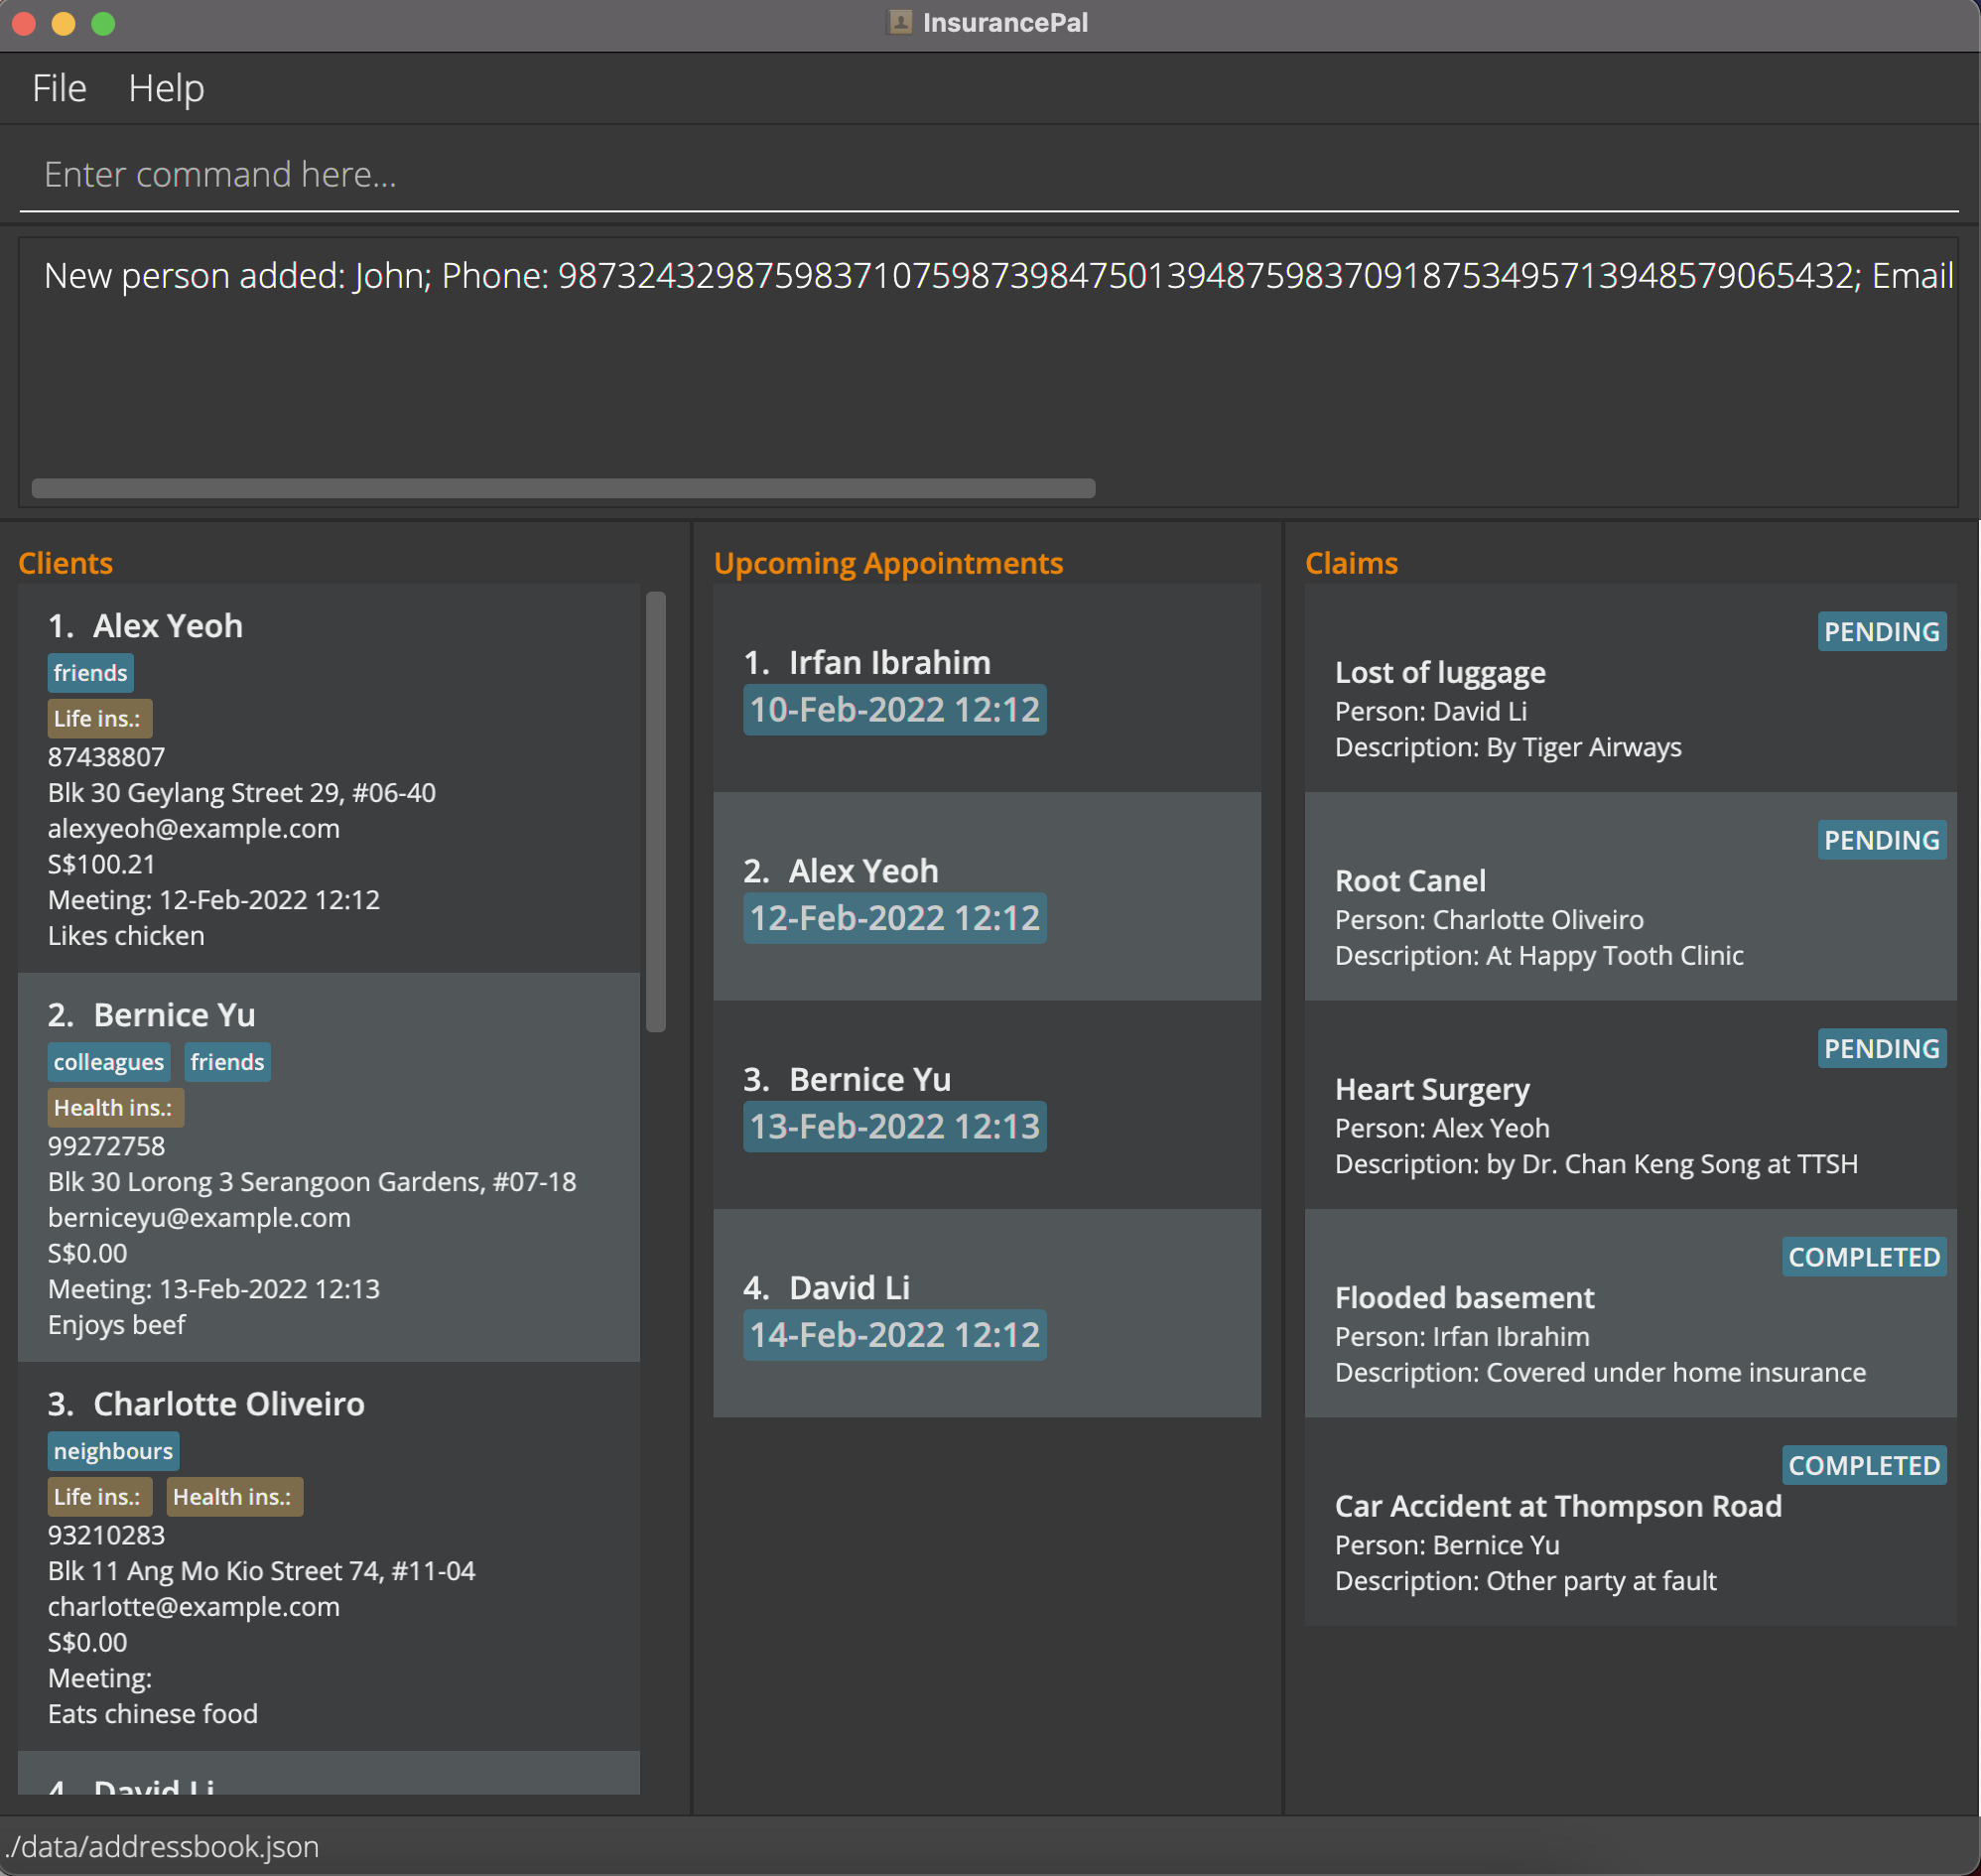 InsurancePal
File Help
Enter command here...
New person added: John; Phone: 98732432987598371075987398475013948759837091875349571394857​9065432; Email
Clients
1. Alex Yeoh
friends
Life ins.:
87438807
Blk 30 Geylang Street 29, #06-40
alexyeoh@example.com
S$100.21
Meeting: 12-Feb-2022 12:12
Likes chicken
2. Bernice Yu
colleagues friends
Health ins.:
99272758
Blk 30 Lorong 3 Serangoon Gardens, #07-18
berniceyu@example.com
S$0.00
Meeting: 13-Feb-2022 12:13
Enjoys beef
3. Charlotte Oliveiro
neighbours
Life ins.: Health ins.:
93210283
Blk 11 Ang Mo Kio Street 74, #11-04
charlotte@example.com
S$0.00
Meeting:
Eats chinese food
4. David Li
Upcoming Appointments
1. Irfan Ibrahim
10-Feb-2022 12:12
2. Alex Yeoh
12-Feb-2022 12:12
3. Bernice Yu
13-Feb-2022 12:13
4. David Li
14-Feb-2022 12:12
Claims
PENDING
Lost of luggage
Person: David Li
Description: By Tiger Airways
PENDING
Root Canel
Person: Charlotte Oliveiro
Description: At Happy Tooth Clinic
PENDING
Heart Surgery
Person: Alex Yeoh
Description: by Dr. Chan Keng Song at TTSH
COMPLETED
Flooded basement
Person: Irfan Ibrahim
Description: Covered under home insurance
COMPLETED
Car Accident at Thompson Road
Person: Bernice Yu
Description: Other party at fault
./data/addressbook.json